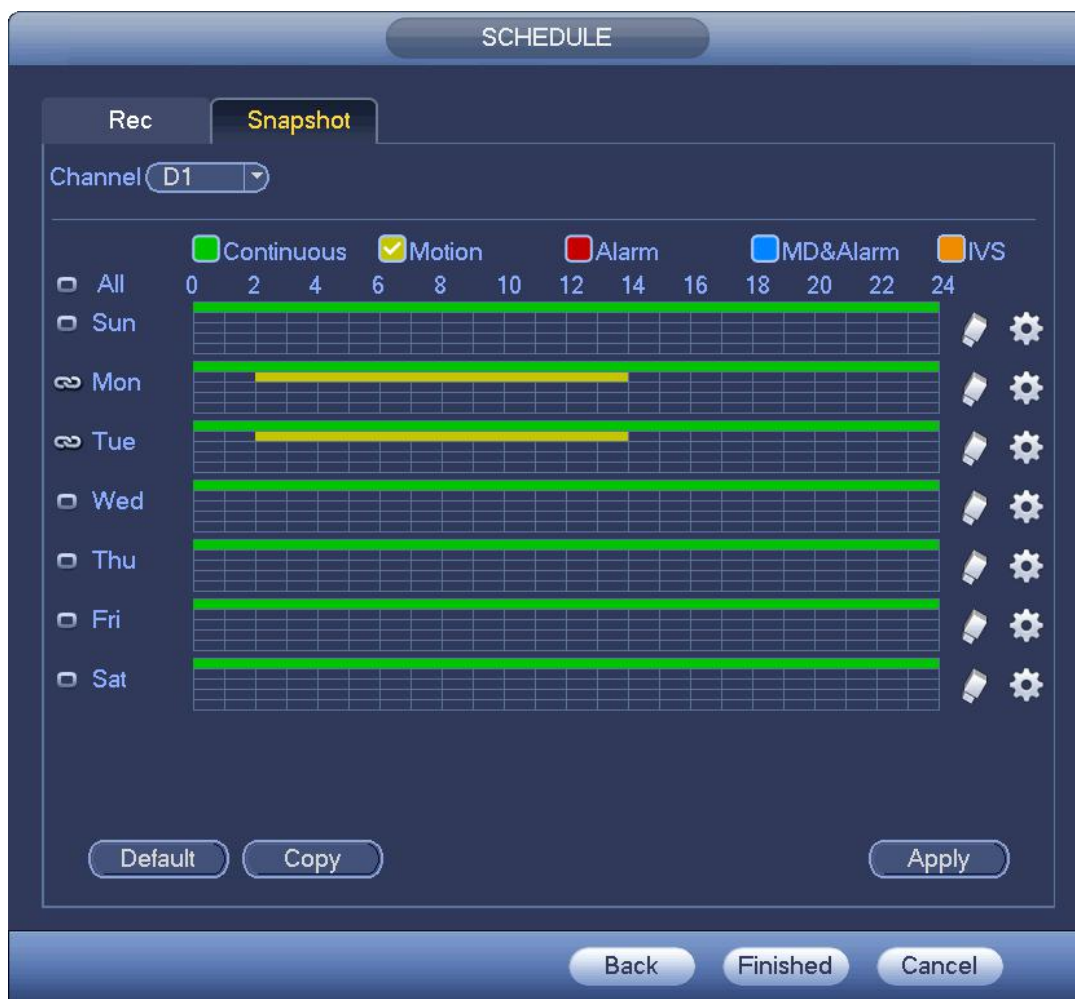 SCHEDULE
Rec Snapshot
Channel D1
Continuous Motion Alarm MD&Alarm IVS
All 0 2 4 6 8 10 12 14 16 18 20 22 24
Sun
Mon
Tue
Wed
Thu
Fri
Sat
Default Copy Apply
Back Finished Cancel